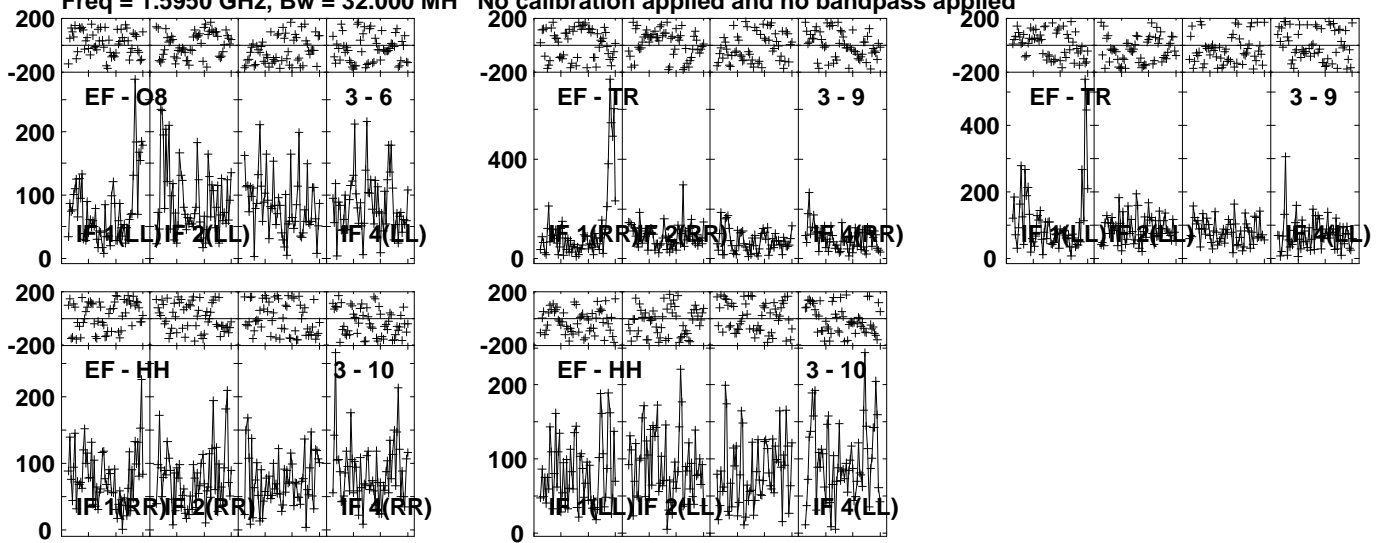 Freq = 1.5950 GHz, Bw = 32.000 MH No calibration applied and no bandpass applied
200
-200
EF - O8 3 - 6
200
100
0
IF 1(LL) IF 2(LL) IF 4(LL)
200
-200
EF - TR 3 - 9
400
0
IF 1(RR) IF 2(RR) IF 4(RR)
200
-200
EF - TR 3 - 9
400
200
0
IF 1(LL) IF 2(LL) IF 4(LL)
200
-200
EF - HH 3 - 10
200
100
0
IF 1(RR) IF 2(RR) IF 4(RR)
200
-200
EF - HH 3 - 10
200
100
0
IF 1(LL) IF 2(LL) IF 4(LL)